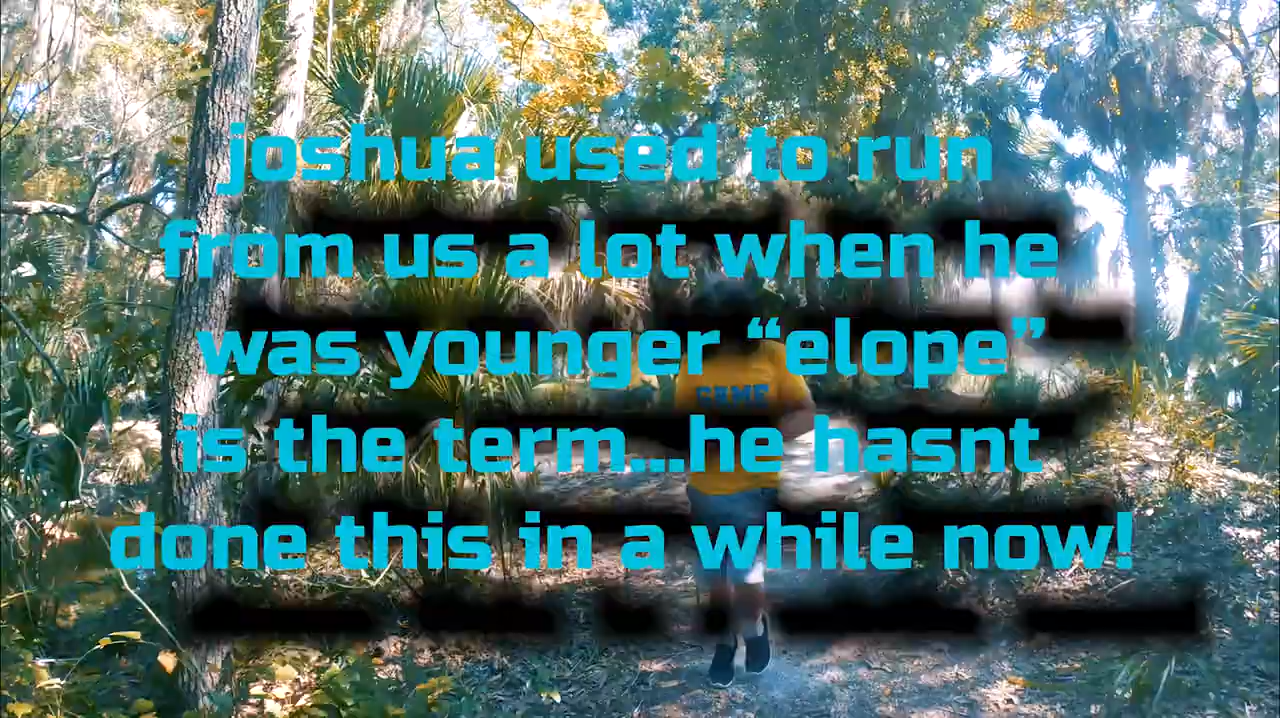 joshua used to run
from us a lot when he
was younger “elope”
is the term...he hasnt
done this in a while now!